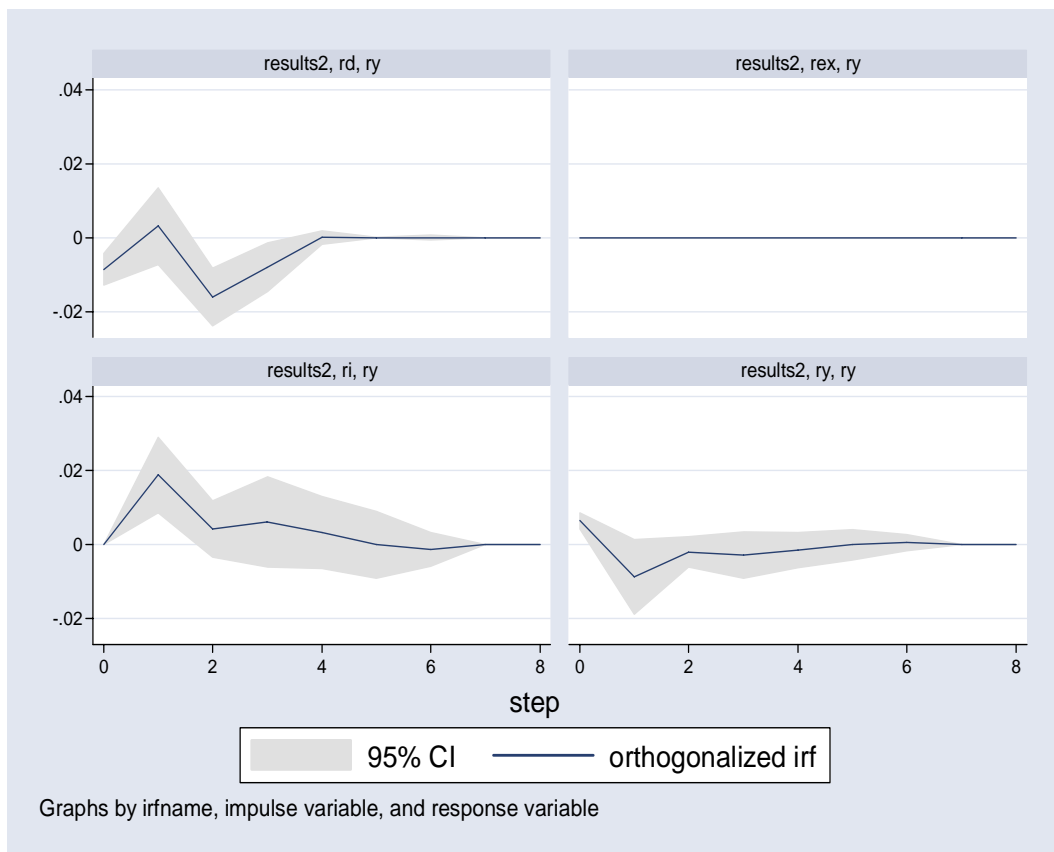 results2, rd, ry
results2, rex, ry
.04
.02
0
-.02
results2, ri, ry
results2, ry, ry
.04
.02
0
-.02
0 2 4 6 8
0 2 4 6 8
step
95% CI
orthogonalized irf
Graphs by irfname, impulse variable, and response variable